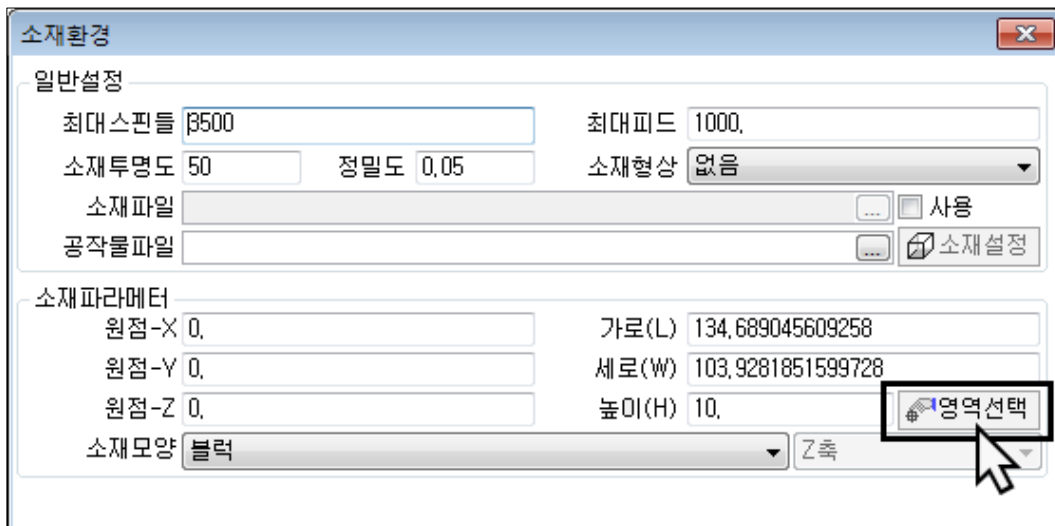 소재환경
일반설정
최대스핀들 3500 최대피드 1000.
소재투명도 50 정밀도 0.05 소재형상 없음
소재파일 ... 사용
공작물파일 ... 소재설정
소재파라메터
원점-X 0. 가로(L) 134.689045609258
원점-Y 0. 세로(W) 103.9281851599728
원점-Z 0. 높이(H) 10. 영역선택
소재모양 블럭 Z축